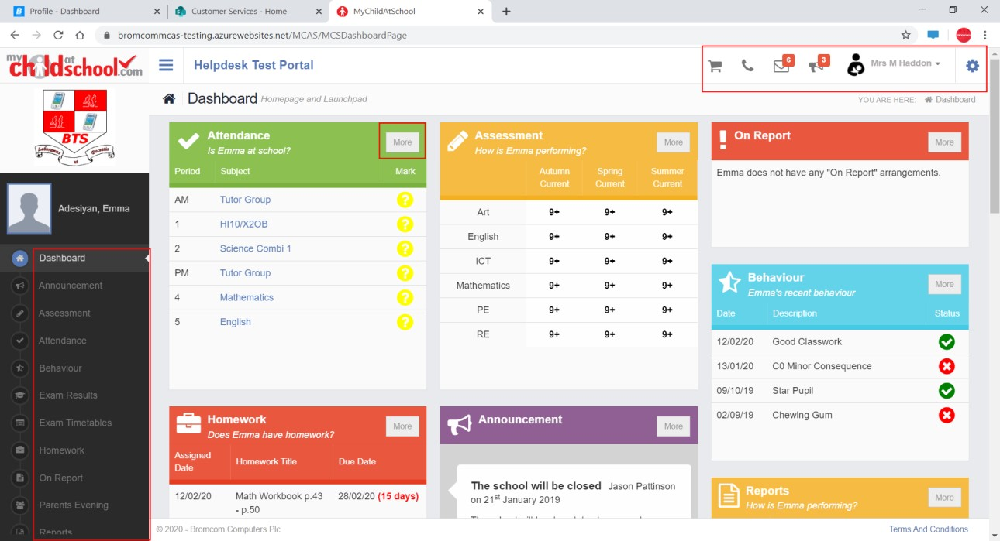 Profile - Dashboard
Customer Services - Home
MyChildAtSchool
bromcommcas-testing.azurewebsites.net/MCAS/MCSDashboardPage
my child at school.com
Helpdesk Test Portal
6
3
Mrs M Haddon
Dashboard Homepage and Launchpad
YOU ARE HERE: Dashboard
BTS
Adesiyan, Emma
Dashboard
Announcement
Assessment
Attendance
Behaviour
Exam Results
Exam Timetables
Homework
On Report
Parents Evening
Reports
Attendance
Is Emma at school?
More
Period Subject Mark
AM Tutor Group ?
1 HI10/X2OB ?
2 Science Combi 1 ?
PM Tutor Group ?
4 Mathematics ?
5 English ?
Assessment
How is Emma performing?
More
Autumn Current Spring Current Summer Current
Art 9+ 9+ 9+
English 9+ 9+ 9+
ICT 9+ 9+ 9+
Mathematics 9+ 9+ 9+
PE 9+ 9+ 9+
RE 9+ 9+ 9+
On Report
More
Emma does not have any "On Report" arrangements.
Behaviour
Emma's recent behaviour
More
Date Description Status
12/02/20 Good Classwork
13/01/20 C0 Minor Consequence
09/10/19 Star Pupil
02/09/19 Chewing Gum
Homework
Does Emma have homework?
More
Assigned Date Homework Title Due Date
12/02/20 Math Workbook p.43 28/02/20 (15 days)
- p.50
Announcement
More
The school will be closed Jason Pattinson
on 21st January 2019
Reports
How is Emma performing?
More
© 2020 - Bromcom Computers Plc
Terms And Conditions